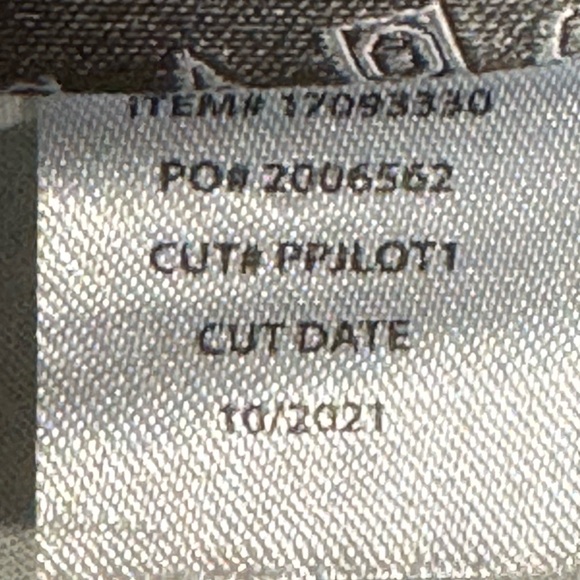 ITEM# 17093330
PO# 2006562
CUT# PPJLOT1
CUT DATE
10/2021